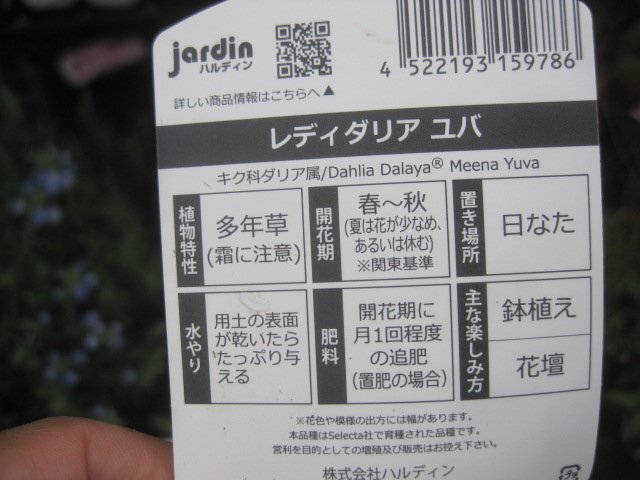 jardin
ハルディン
詳しい商品情報はこちらへ▲
4 522193 159786
レディダリア ユバ
キク科ダリア属/Dahlia Dalaya® Meena Yuva
植物特性
多年草
(霜に注意)
開花期
春～秋
(夏は花が少なめ、
あるいは休む)
※関東基準
置き場所
日なた
水やり
用土の表面
が乾いたら
たっぷり与
える
肥料
開花期に
月1回程度
の追肥
(置肥の場合)
主な楽しみ方
鉢植え
花壇
※花色や模様の出方には幅があります。
本品種はSelecta社で育種された品種です。
営利を目的としての増殖及び販売はお控え下さい。
株式会社ハルディン